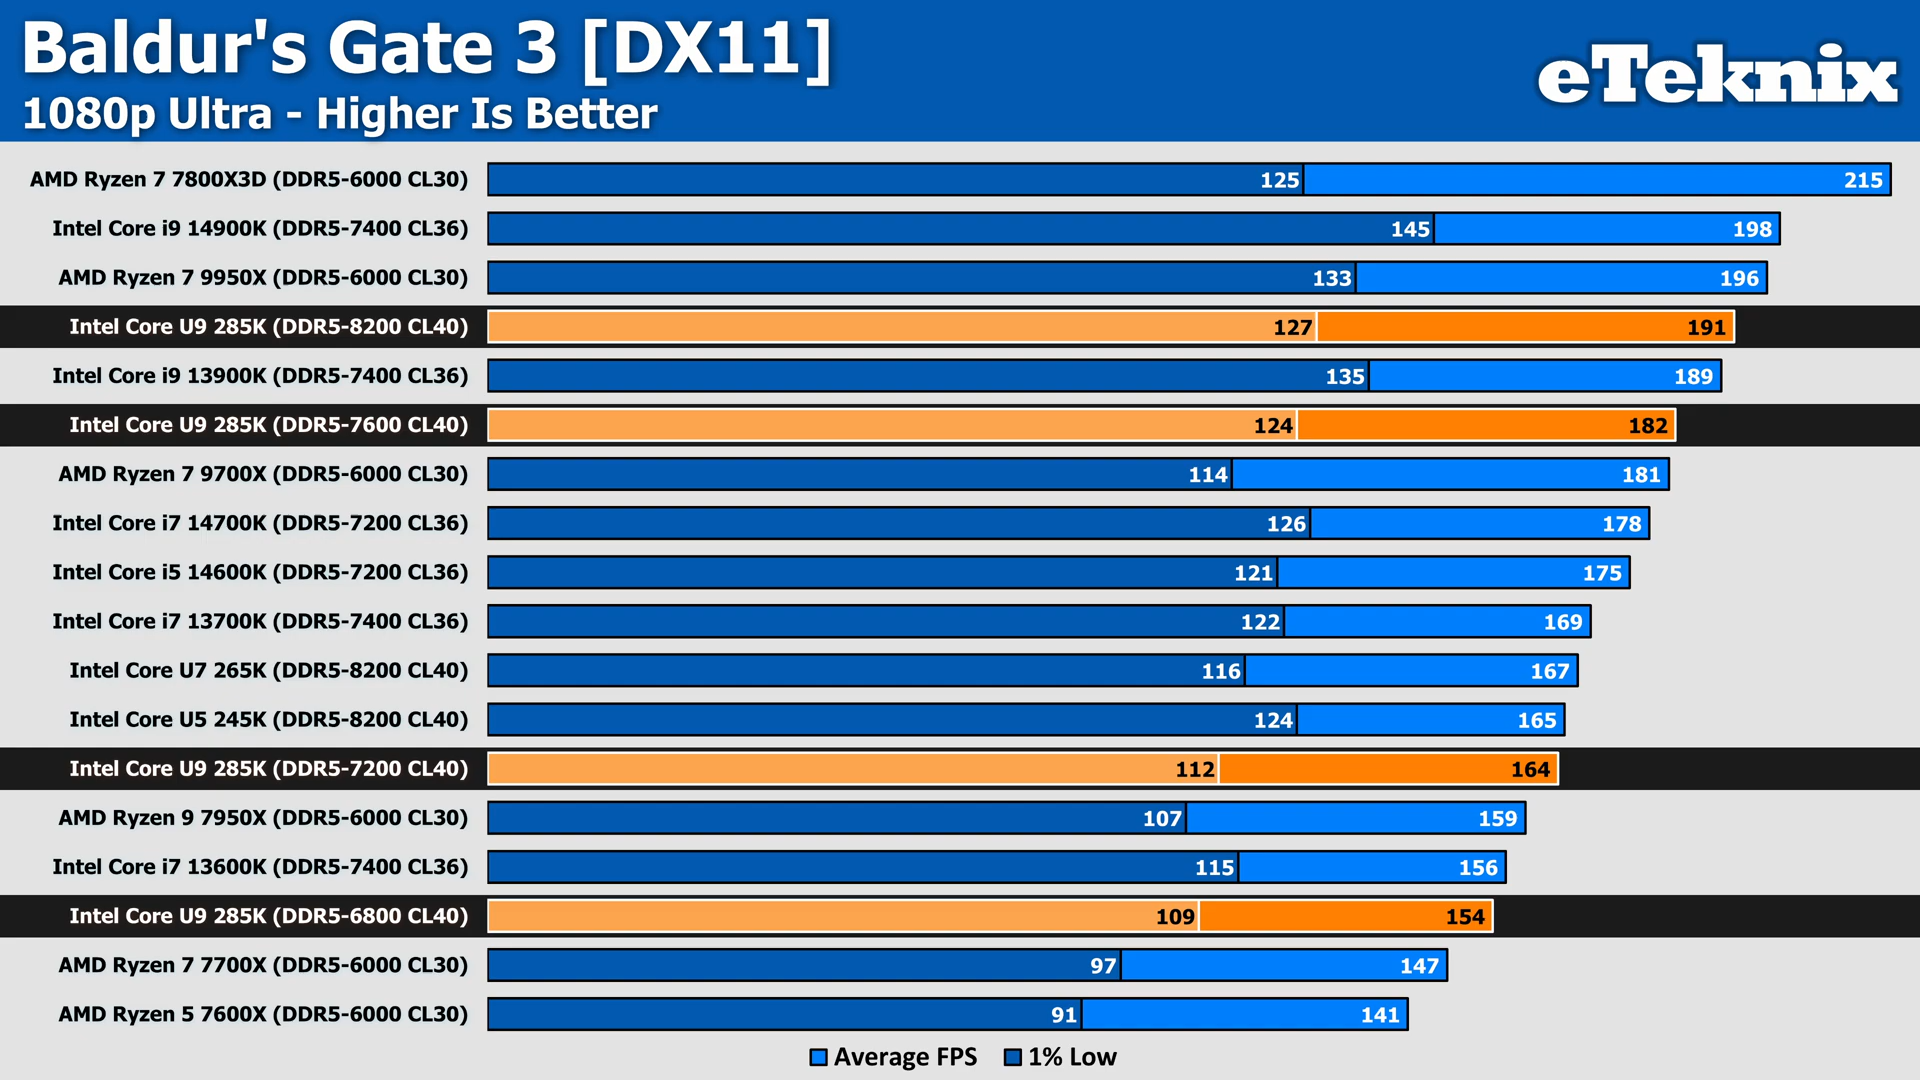 Baldur's Gate 3 [DX11]
1080p Ultra - Higher Is Better
eTeknix
AMD Ryzen 7 7800X3D (DDR5-6000 CL30) 125 215
Intel Core i9 14900K (DDR5-7400 CL36) 145 198
AMD Ryzen 7 9950X (DDR5-6000 CL30) 133 196
Intel Core U9 285K (DDR5-8200 CL40) 127 191
Intel Core i9 13900K (DDR5-7400 CL36) 135 189
Intel Core U9 285K (DDR5-7600 CL40) 124 182
AMD Ryzen 7 9700X (DDR5-6000 CL30) 114 181
Intel Core i7 14700K (DDR5-7200 CL36) 126 178
Intel Core i5 14600K (DDR5-7200 CL36) 121 175
Intel Core i7 13700K (DDR5-7400 CL36) 122 169
Intel Core U7 265K (DDR5-8200 CL40) 116 167
Intel Core U5 245K (DDR5-8200 CL40) 124 165
Intel Core U9 285K (DDR5-7200 CL40) 112 164
AMD Ryzen 9 7950X (DDR5-6000 CL30) 107 159
Intel Core i7 13600K (DDR5-7400 CL36) 115 156
Intel Core U9 285K (DDR5-6800 CL40) 109 154
AMD Ryzen 7 7700X (DDR5-6000 CL30) 97 147
AMD Ryzen 5 7600X (DDR5-6000 CL30) 91 141
Average FPS 1% Low